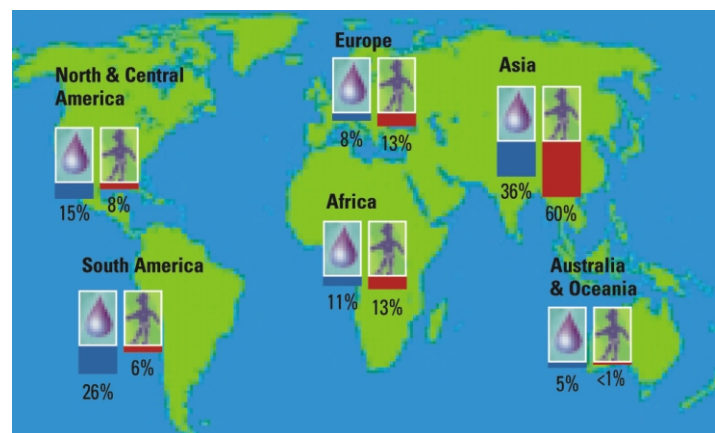 Europe
8% 13%
Asia
36%
60%
North & Central
America
15% 8%
Africa
11% 13%
South America
26%
6%
Australia
& Oceania
5% <1%